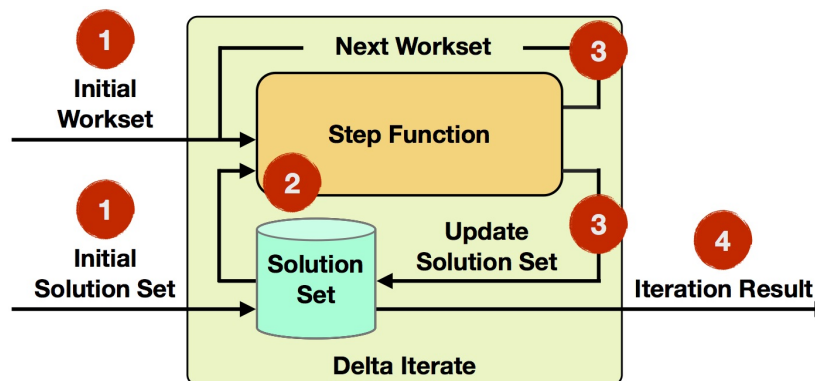 1
Next Workset
3
Initial
Workset
Step Function
2
1
3
4
Initial
Solution Set
Solution
Set
Update
Solution Set
Iteration Result
Delta Iterate